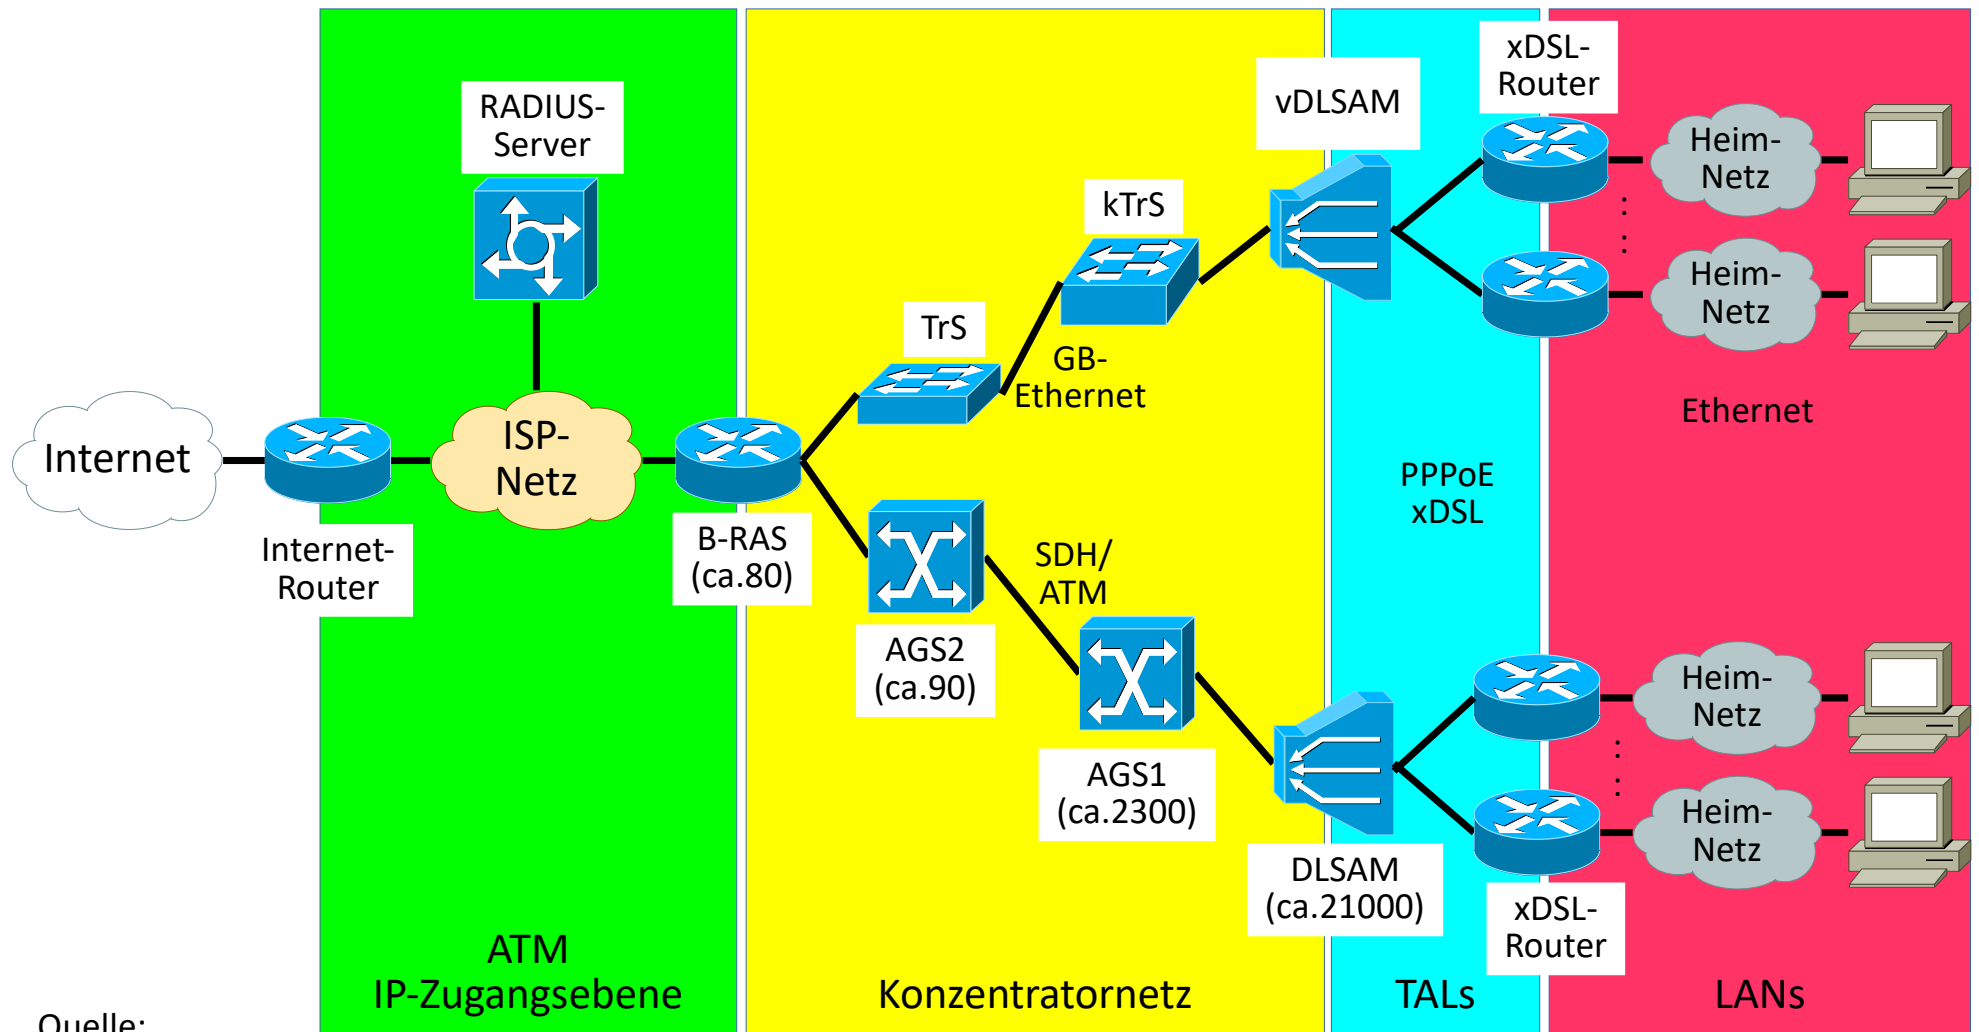 RADIUS-
Server
vDLSAM
xDSL-
Router
Heim-
Netz
kTrS
Heim-
Netz
TrS
GB-
Ethernet
Ethernet
Internet
ISP-
Netz
PPPoE
xDSL
Internet-
Router
B-RAS
(ca.80)
SDH/
ATM
AGS2
(ca.90)
Heim-
Netz
AGS1
(ca.2300)
Heim-
Netz
DLSAM
(ca.21000)
xDSL-
Router
ATM
IP-Zugangsebene
Konzentratornetz
TALs
LANs
Quelle: